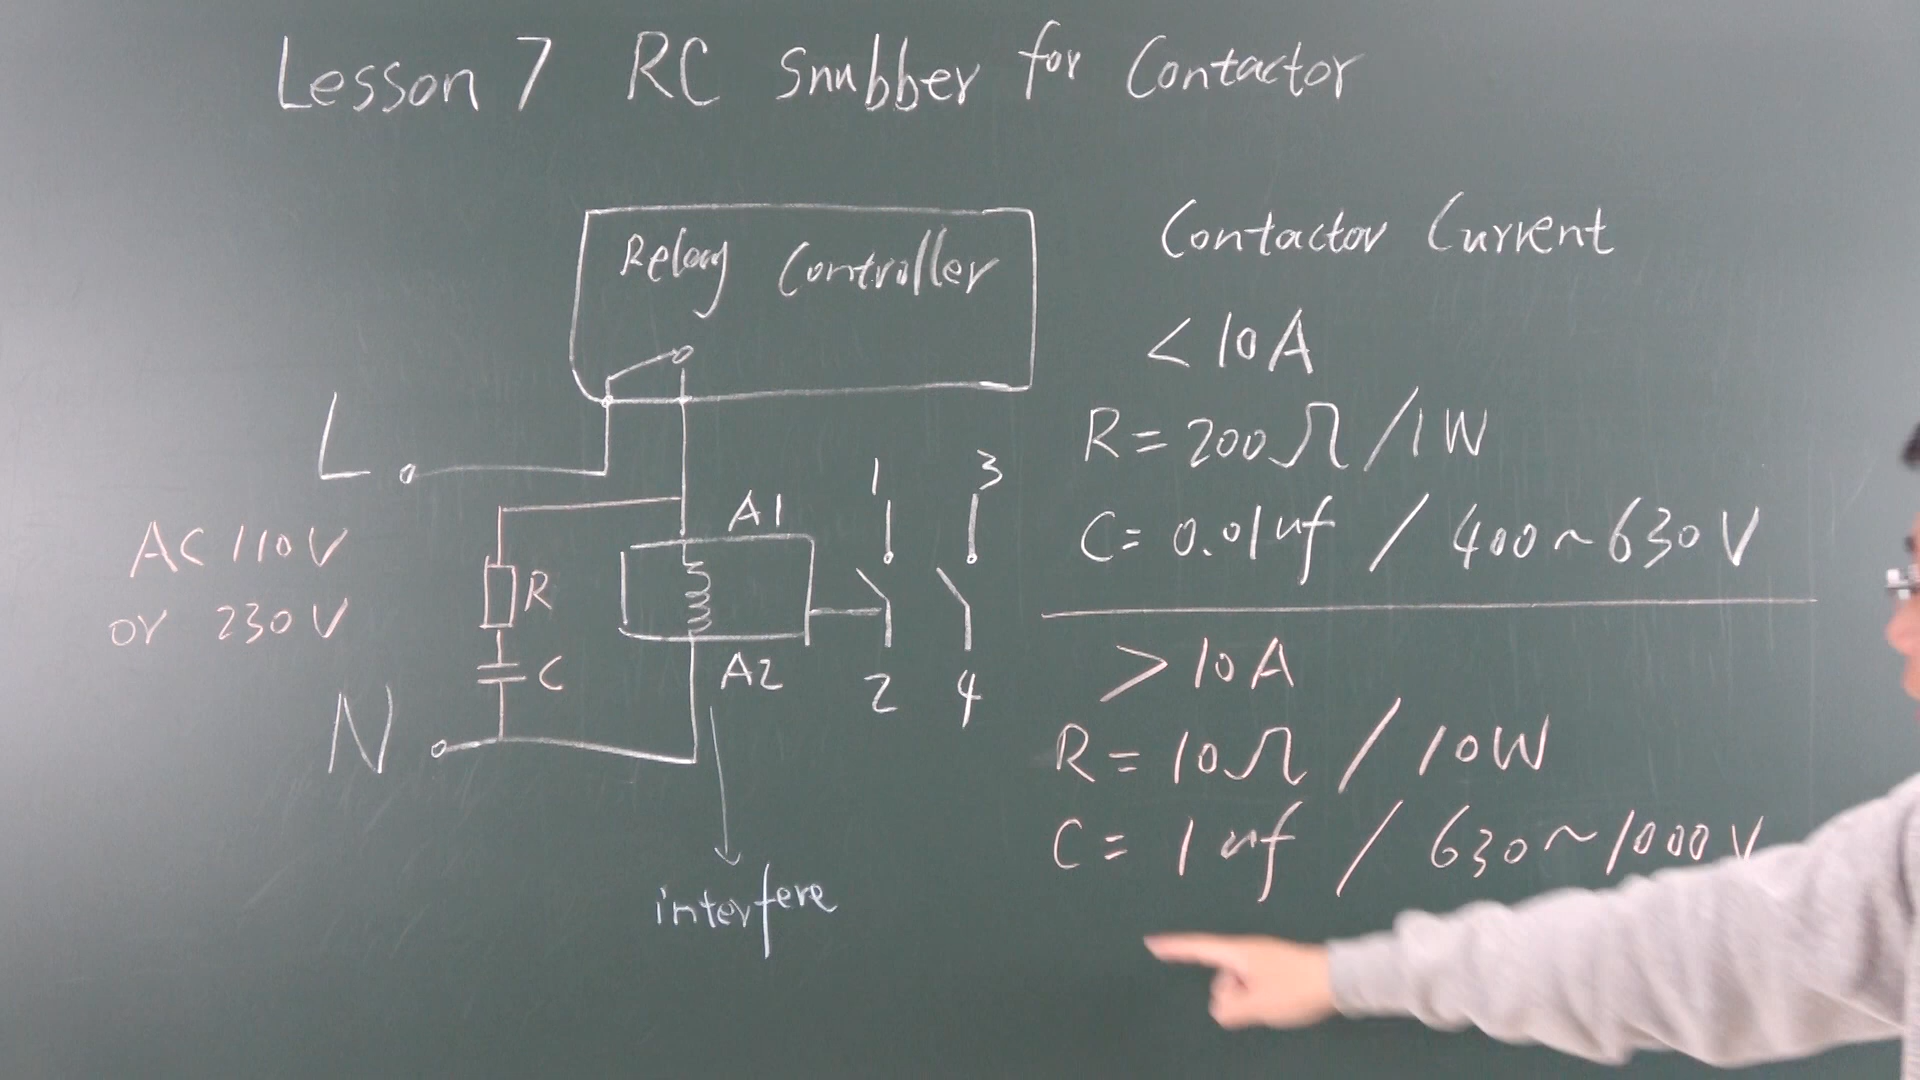 Lesson 7 RC Snubber for Contactor
Relay Controller
L
AC 110V
or 230V
N
R
C
A1
A2
1
3
2
4
interfere
Contactor Current
< 10A
R = 200Ω / 1W
C = 0.01uf / 400~630V
> 10A
R = 10Ω / 10W
C = 1uf / 630~1000V